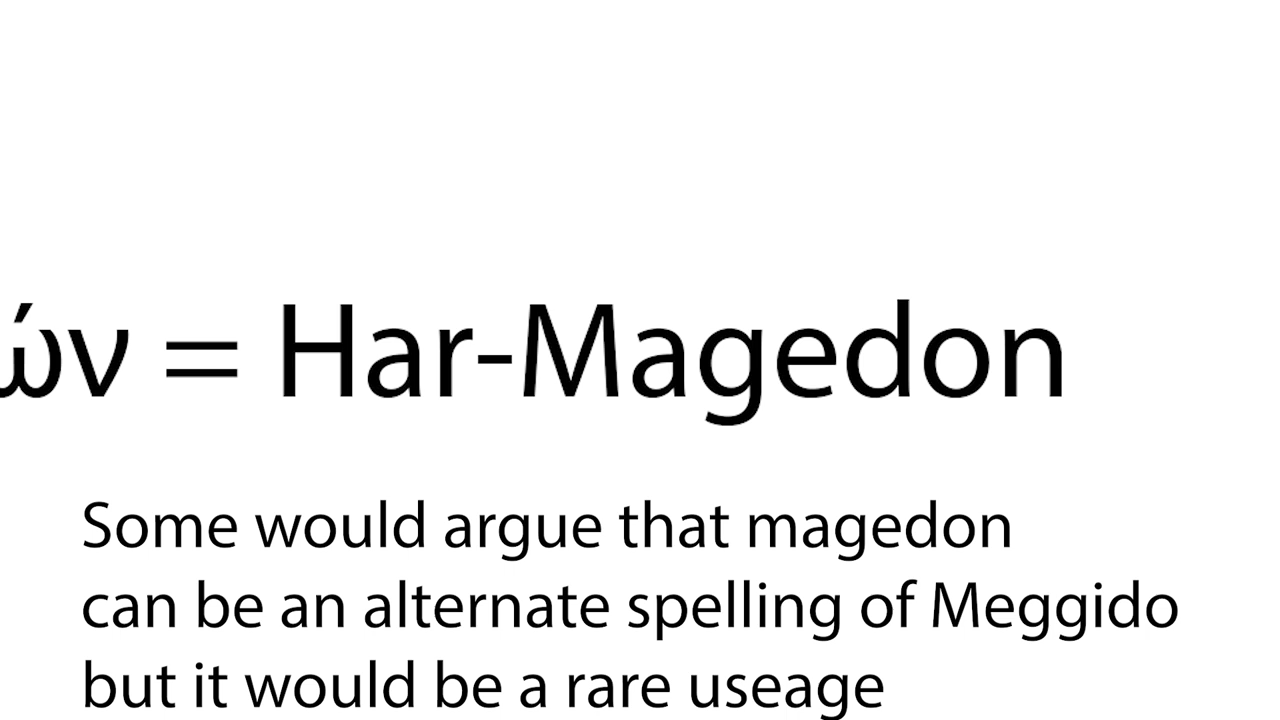 ών = Har-Magedon
Some would argue that magedon
can be an alternate spelling of Meggido
but it would be a rare useage